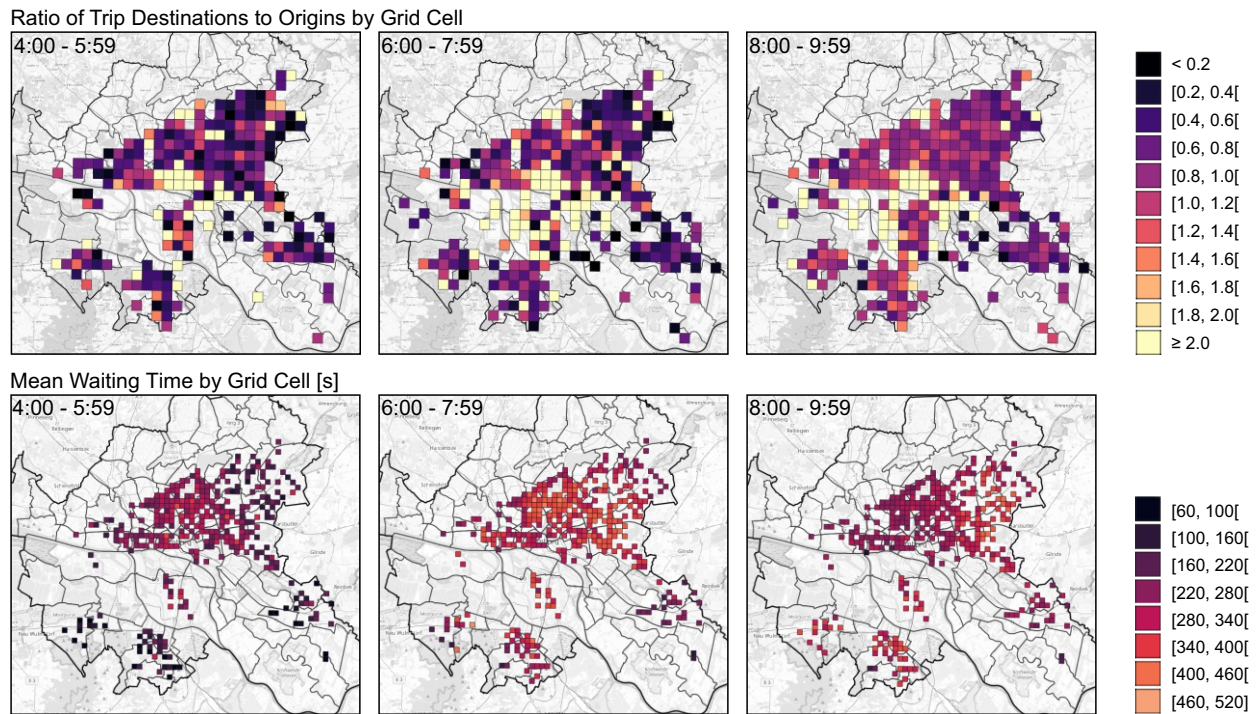 Ratio of Trip Destinations to Origins by Grid Cell
4:00 - 5:59
6:00 - 7:59
8:00 - 9:59
< 0.2
[0.2, 0.4[
[0.4, 0.6[
[0.6, 0.8[
[0.8, 1.0[
[1.0, 1.2[
[1.2, 1.4[
[1.4, 1.6[
[1.6, 1.8[
[1.8, 2.0[
≥ 2.0
Mean Waiting Time by Grid Cell [s]
4:00 - 5:59
6:00 - 7:59
8:00 - 9:59
[60, 100[
[100, 160[
[160, 220[
[220, 280[
[280, 340[
[340, 400[
[400, 460[
[460, 520]
Glinde
Glinde
Glinde